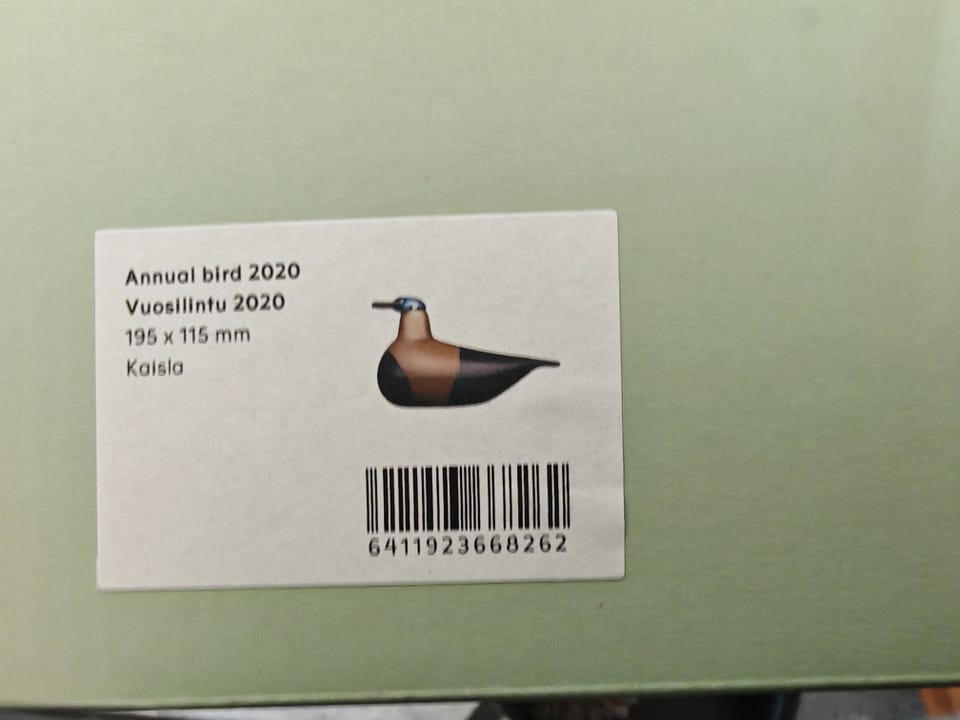 Annual bird 2020
Vuosilintu 2020
195 x 115 mm
Kaisla
6411923668262